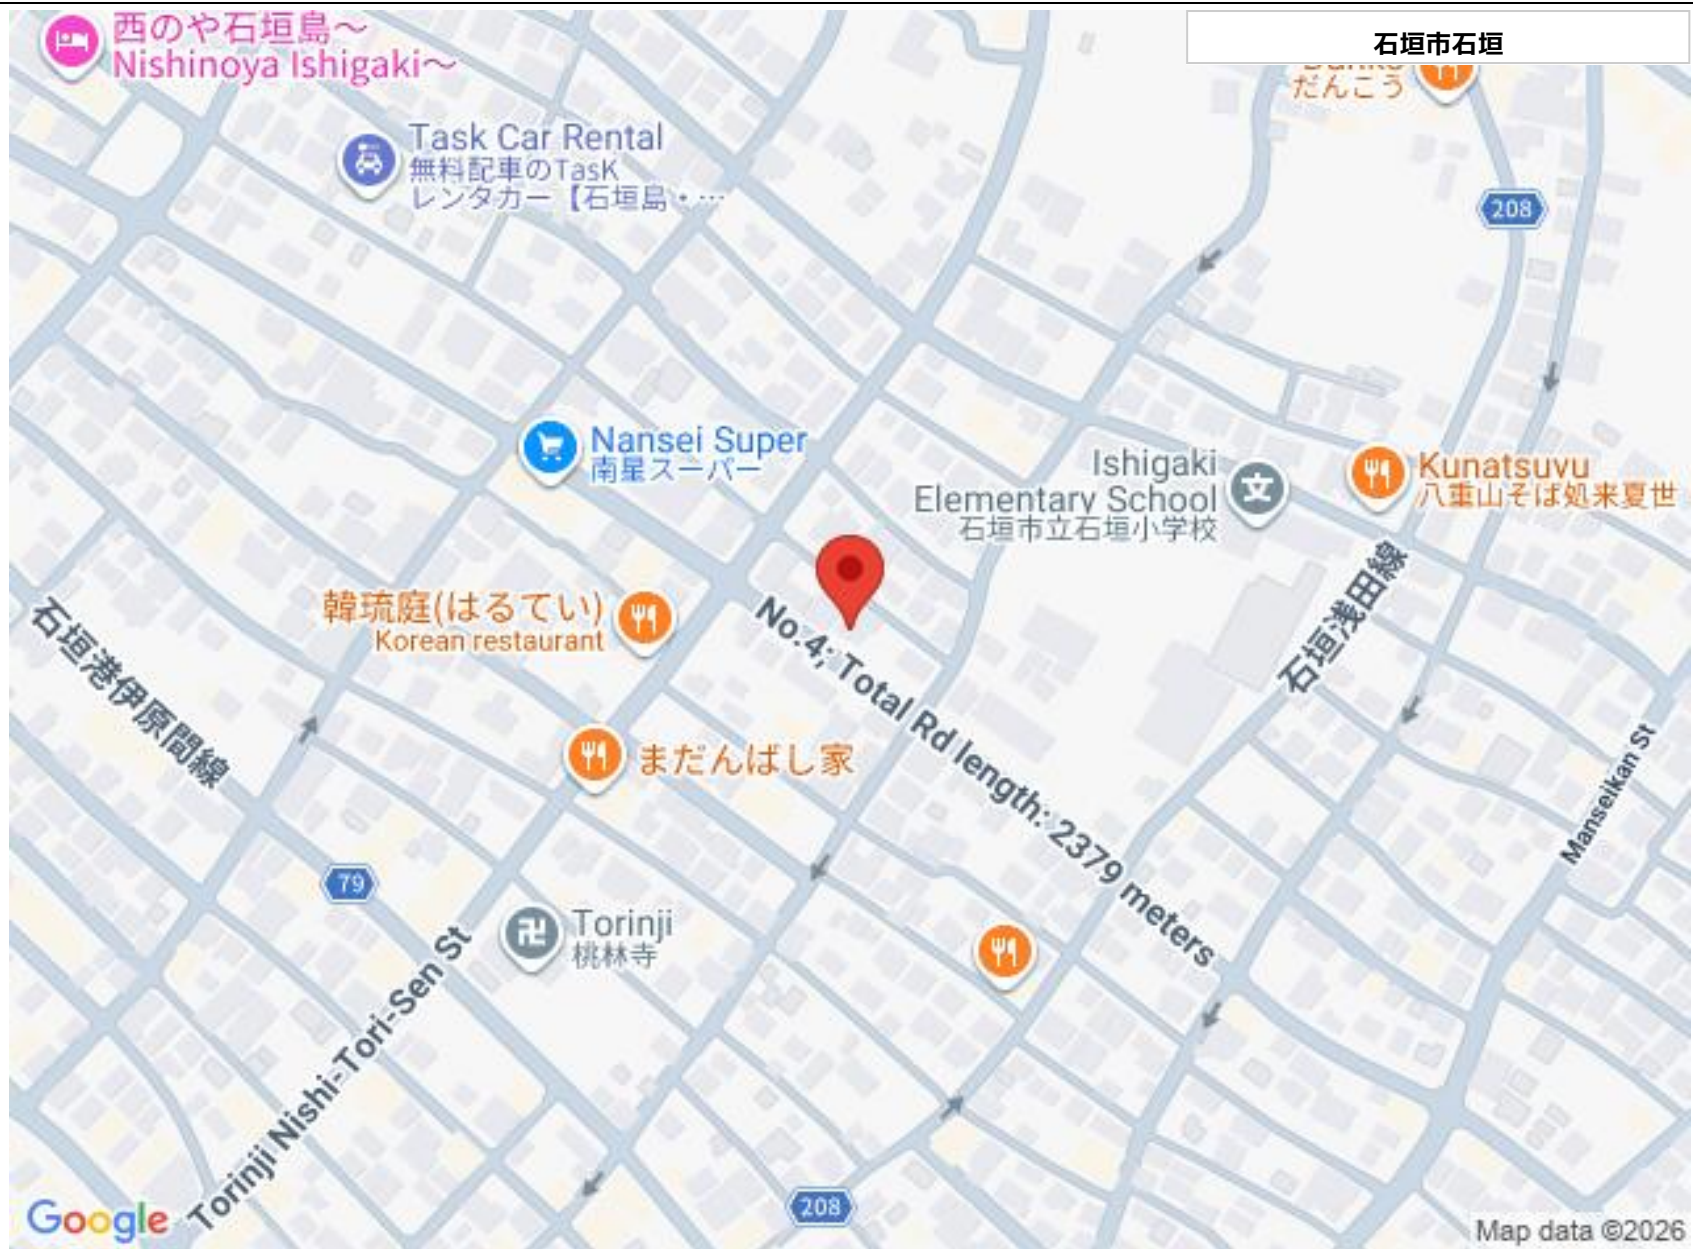 西のや石垣島～
Nishinoya Ishigaki～
石垣市石垣
だんこう
Task Car Rental
無料配車のTasK
レンタカー【石垣島・…
208
Nansei Super
南星スーパー
Ishigaki
Elementary School
石垣市立石垣小学校
Kunatsuvu
八重山そば処来夏世
韓琉庭(はるてい)
Korean restaurant
No.4; Total Rd length: 2379 meters
石垣浅田線
石垣港伊原間線
まだんばし家
Manseikan St
79
Torinji
桃林寺
Torinji Nishi-Tori-Sen St
208
Google
Map data ©2026